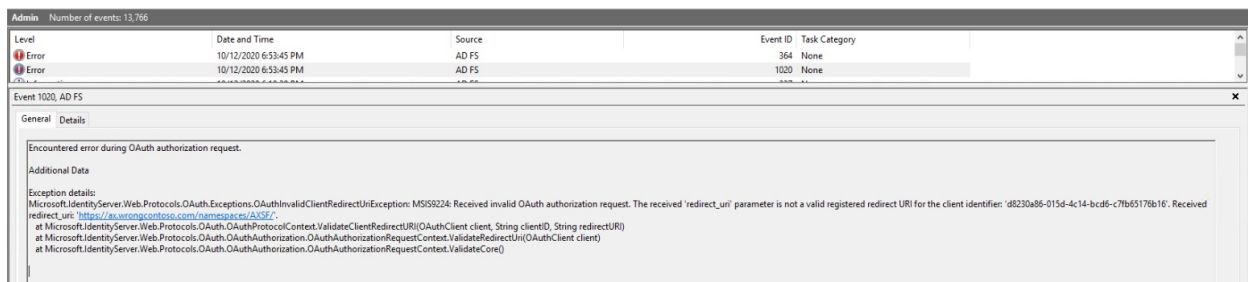 Admin Number of events: 13,766
Level Date and Time Source Event ID Task Category
Error 10/12/2020 6:53:45 PM AD FS 364 None
Error 10/12/2020 6:53:45 PM AD FS 1020 None
Event 1020, AD FS
General Details
Encountered error during OAuth authorization request.
Additional Data
Exception details:
Microsoft.IdentityServer.Web.Protocols.OAuth.Exceptions.OAuthInvalidClientRedirectUriException: MSIS9224: Received invalid OAuth authorization request. The received 'redirect_uri' parameter is not a valid registered redirect URI for the client identifier: 'd8230a86-015d-4c14-bcd6-c7fb65176b16'. Received
redirect_uri: 'https://ax.wrongcontoso.com/namespaces/AXSF/'.
at Microsoft.IdentityServer.Web.Protocols.OAuth.OAuthProtocolContext.ValidateClientRedirectURI(OAuthClient client, String clientID, String redirectURI)
at Microsoft.IdentityServer.Web.Protocols.OAuth.OAuthAuthorization.OAuthAuthorizationRequestContext.ValidateRedirectUri(OAuthClient client)
at Microsoft.IdentityServer.Web.Protocols.OAuth.OAuthAuthorization.OAuthAuthorizationRequestContext.ValidateCore()